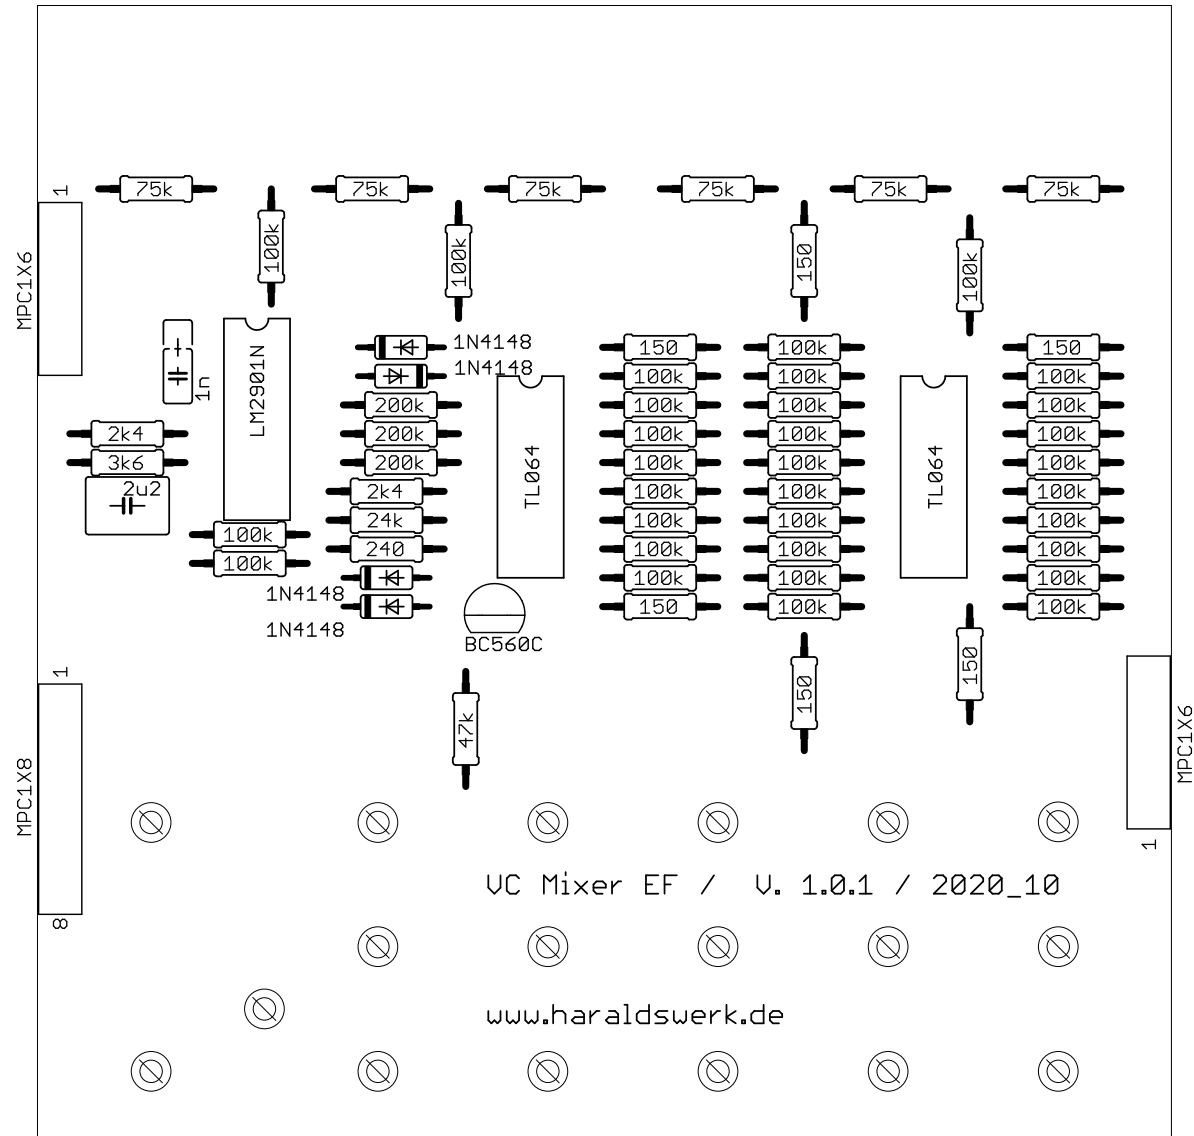 75k 75k 75k 75k 75k 75k
1
MPC1X6
100k
100k
150
100k
1N4148
1N4148
1n
LM2901N
TL064
TL064
150 100k 150
100k 100k 100k
200k 100k 100k 100k
2k4 200k 100k 100k 100k
3k6 200k 100k 100k 100k
2u2 2k4 100k 100k 100k
24k 100k 100k 100k
100k
240 100k 100k 100k
100k
100k 100k 100k
1N4148
150 100k 100k
1N4148
BC560C
1
MPC1X8
8
47k
150
150
MPC1X6
1
VC Mixer EF / V. 1.0.1 / 2020_10
www.haraldswerk.de